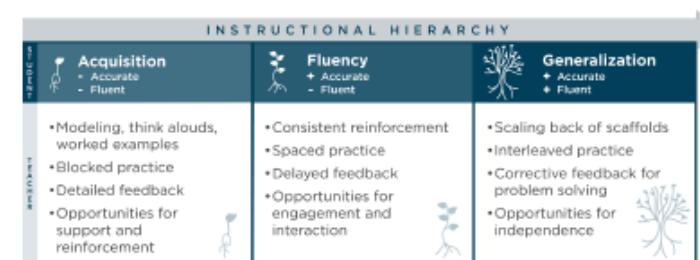 INSTRUCTIONAL HIERARCHY
STUDENT
Acquisition
- Accurate
- Fluent
Fluency
+ Accurate
- Fluent
Generalization
+ Accurate
+ Fluent
TEACHER
•Modeling, think alouds,
worked examples
•Blocked practice
•Detailed feedback
•Opportunities for
support and
reinforcement
•Consistent reinforcement
•Spaced practice
•Delayed feedback
•Opportunities for
engagement and
interaction
•Scaling back of scaffolds
•Interleaved practice
•Corrective feedback for
problem solving
•Opportunities for
independence